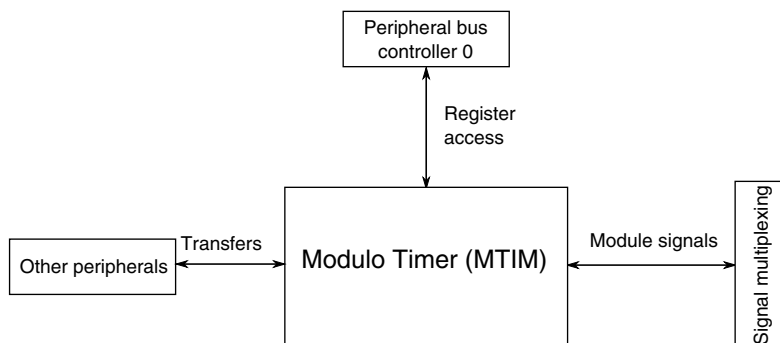 Peripheral bus
controller 0
Register
access
Transfers
Other peripherals
Modulo Timer (MTIM)
Module signals
Signal multiplexing